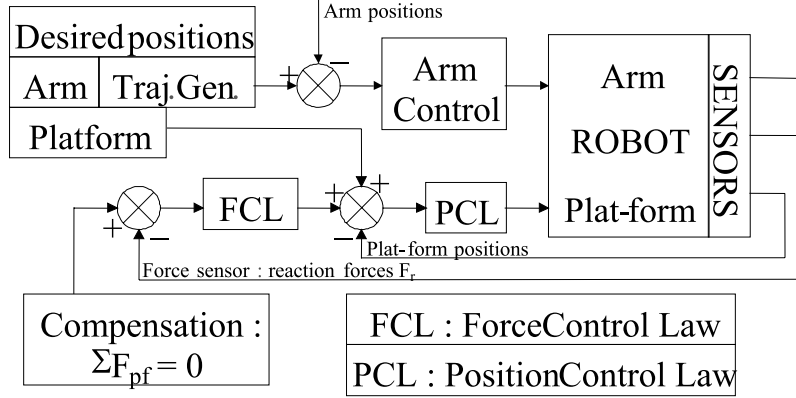 Arm positions
Desired positions
Arm
Traj. Gen.
Platform
+
−
Arm
Control
Arm
ROBOT
Plat-form
SENSORS
+
−
FCL
+
+
−
PCL
Plat-form positions
Force sensor : reaction forces Fr
Compensation :
ΣFpf = 0
FCL : ForceControl Law
PCL : PositionControl Law